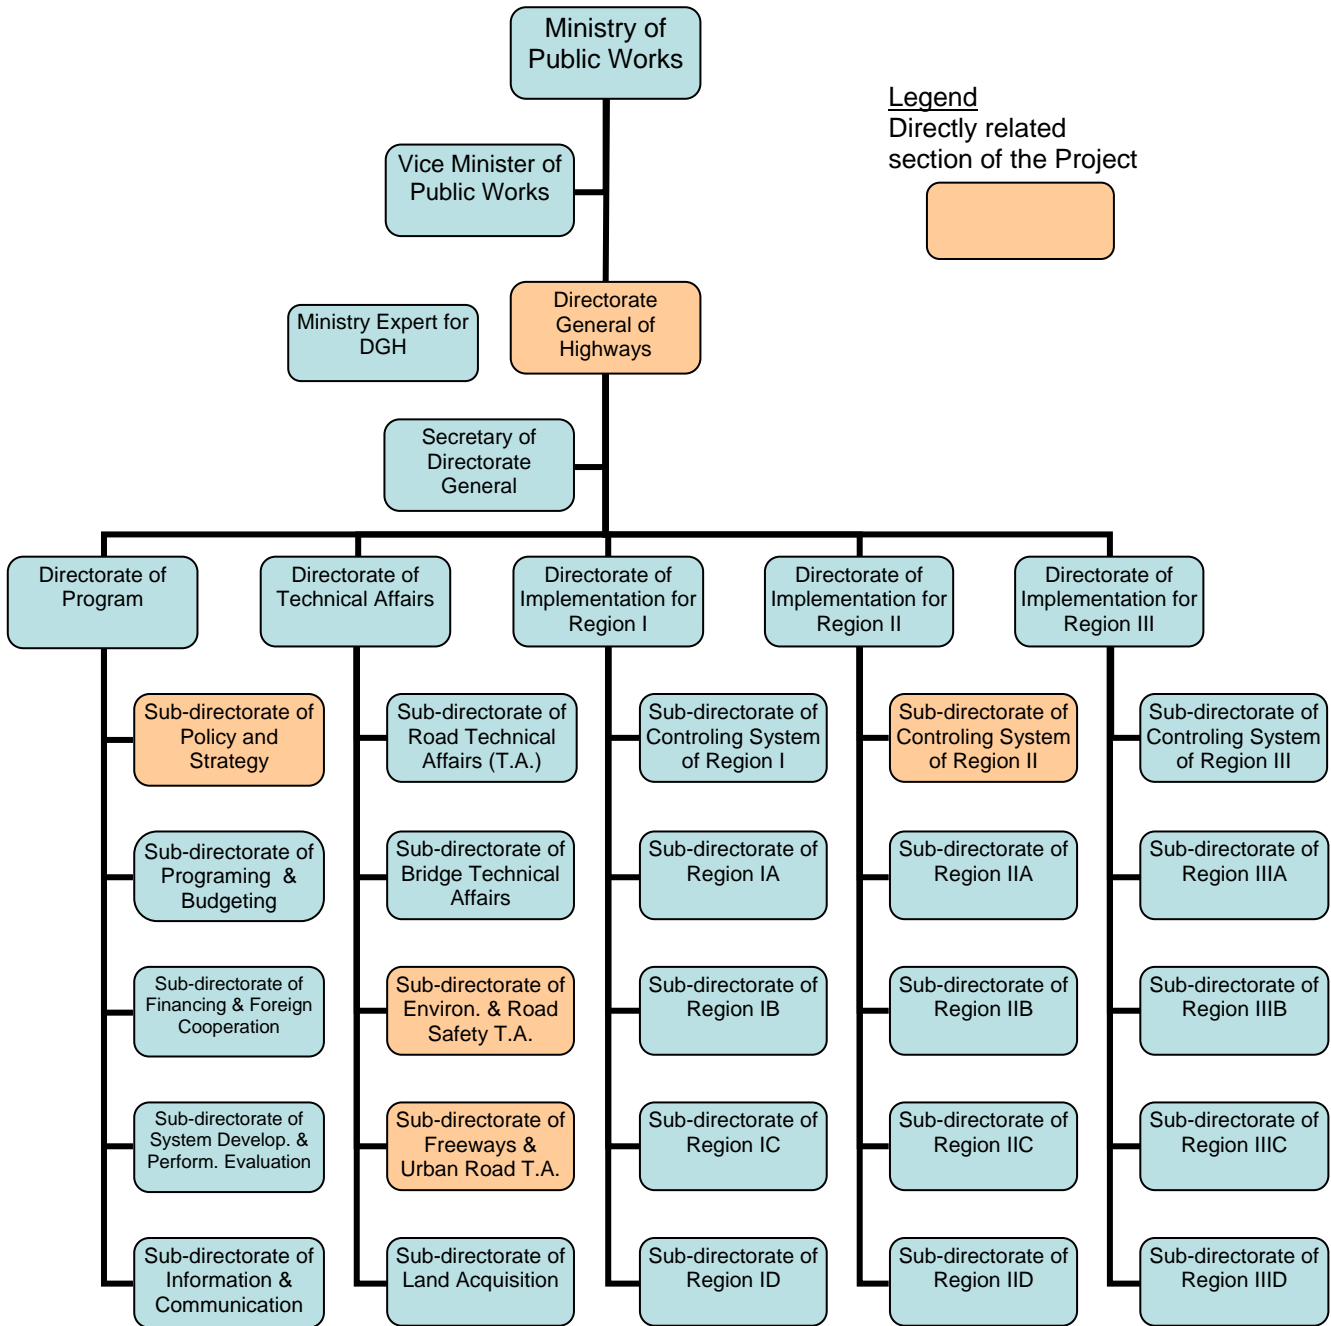 Ministry of
Public Works
Legend
Directly related
section of the Project
Vice Minister of
Public Works
Directorate
General of
Highways
Ministry Expert for
DGH
Secretary of
Directorate
General
Directorate of
Program
Directorate of
Technical Affairs
Directorate of
Implementation for
Region I
Directorate of
Implementation for
Region II
Directorate of
Implementation for
Region III
Sub-directorate of
Policy and
Strategy
Sub-directorate of
Road Technical
Affairs (T.A.)
Sub-directorate of
Controling System
of Region I
Sub-directorate of
Controling System
of Region II
Sub-directorate of
Controling System
of Region III
Sub-directorate of
Programing & 
Budgeting
Sub-directorate of
Bridge Technical
Affairs
Sub-directorate of
Region IA
Sub-directorate of
Region IIA
Sub-directorate of
Region IIIA
Sub-directorate of
Financing & Foreign
Cooperation
Sub-directorate of
Environ. & Road
Safety T.A.
Sub-directorate of
Region IB
Sub-directorate of
Region IIB
Sub-directorate of
Region IIIB
Sub-directorate of
System Develop. &
Perform. Evaluation
Sub-directorate of
Freeways &
Urban Road T.A.
Sub-directorate of
Region IC
Sub-directorate of
Region IIC
Sub-directorate of
Region IIIC
Sub-directorate of
Information &
Communication
Sub-directorate of
Land Acquisition
Sub-directorate of
Region ID
Sub-directorate of
Region IID
Sub-directorate of
Region IIID